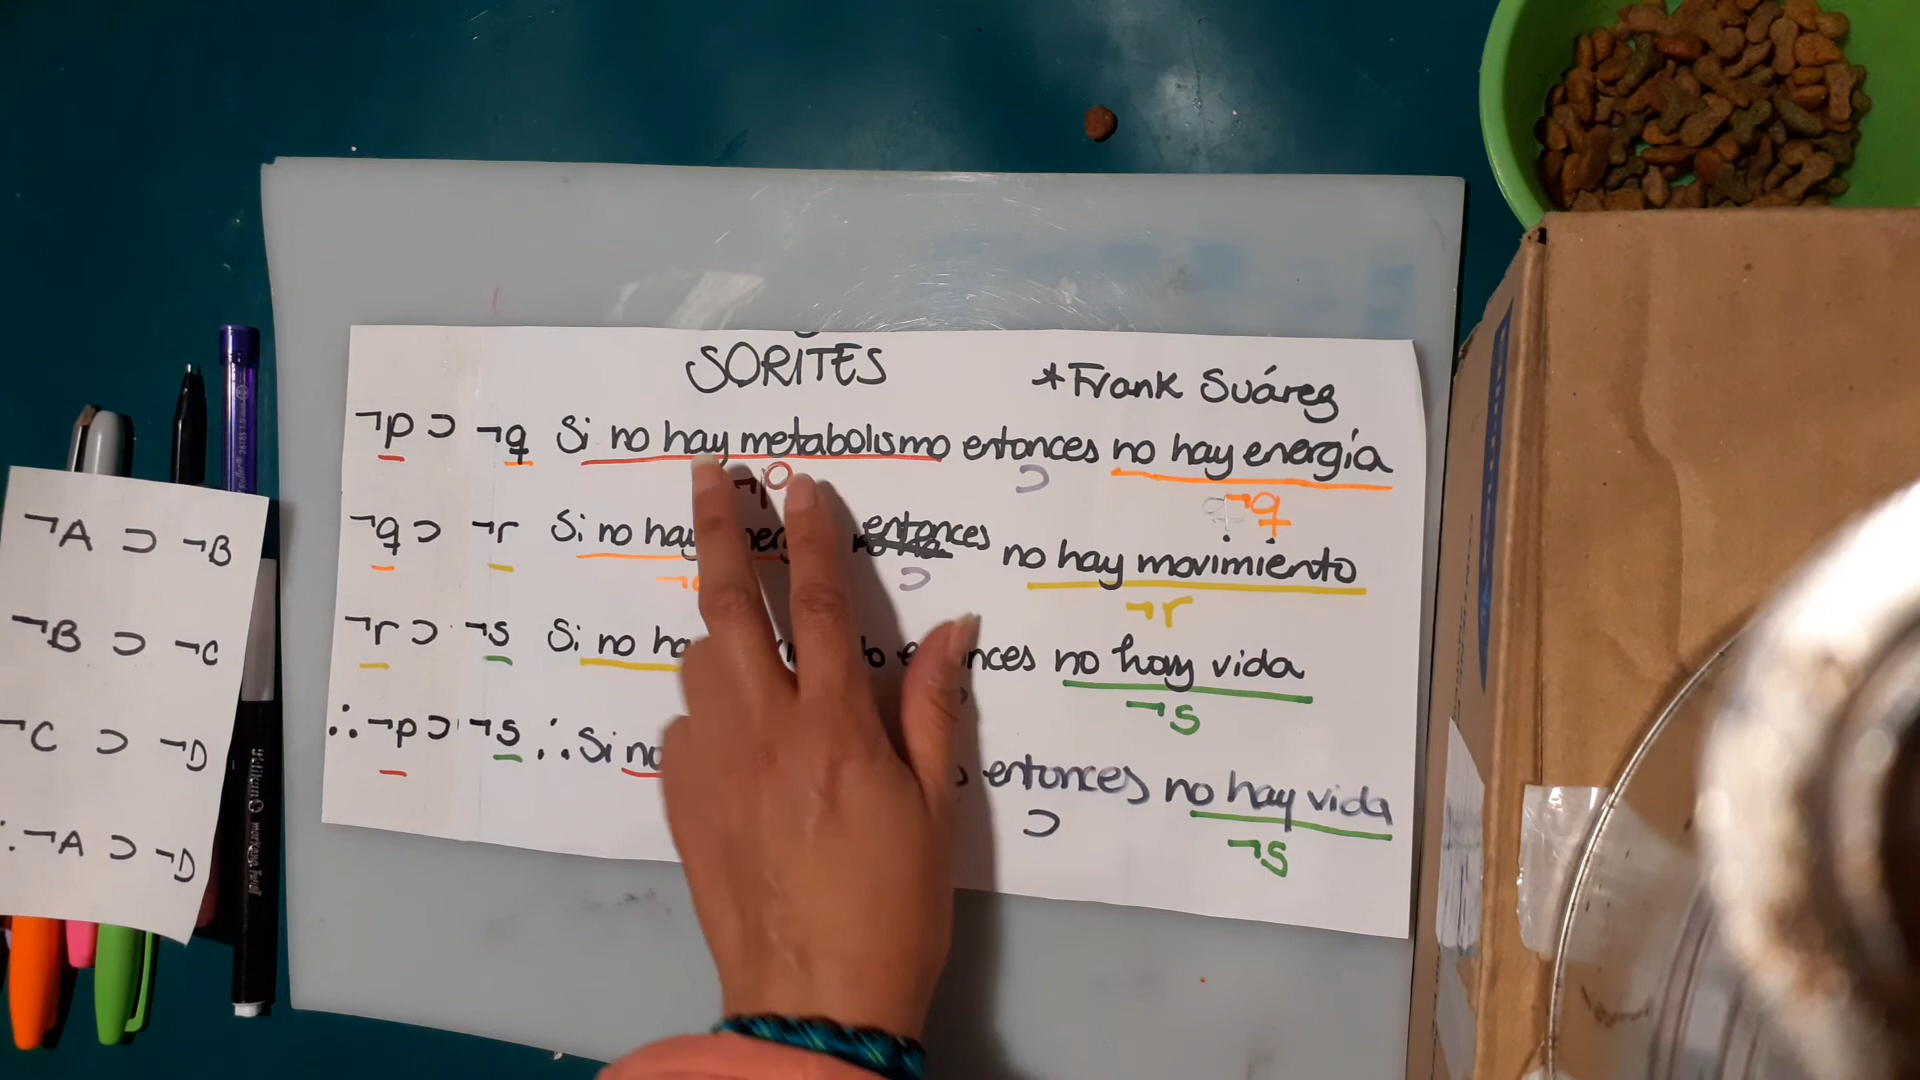 SORITES
*Frank Suárez
¬p ⊃ ¬q Si no hay metabolismo entonces no hay energía
¬p ⊃ ¬q
¬q ⊃ ¬r Si no hay entonces no hay movimiento
⊃ ¬r
¬r ⊃ ¬s Si no entonces no hay vida
¬s
∴ ¬p ⊃ ¬s ∴ Si no entonces no hay vida
⊃ ¬s
¬A ⊃ ¬B
¬B ⊃ ¬C
¬C ⊃ ¬D
∴ ¬A ⊃ ¬D